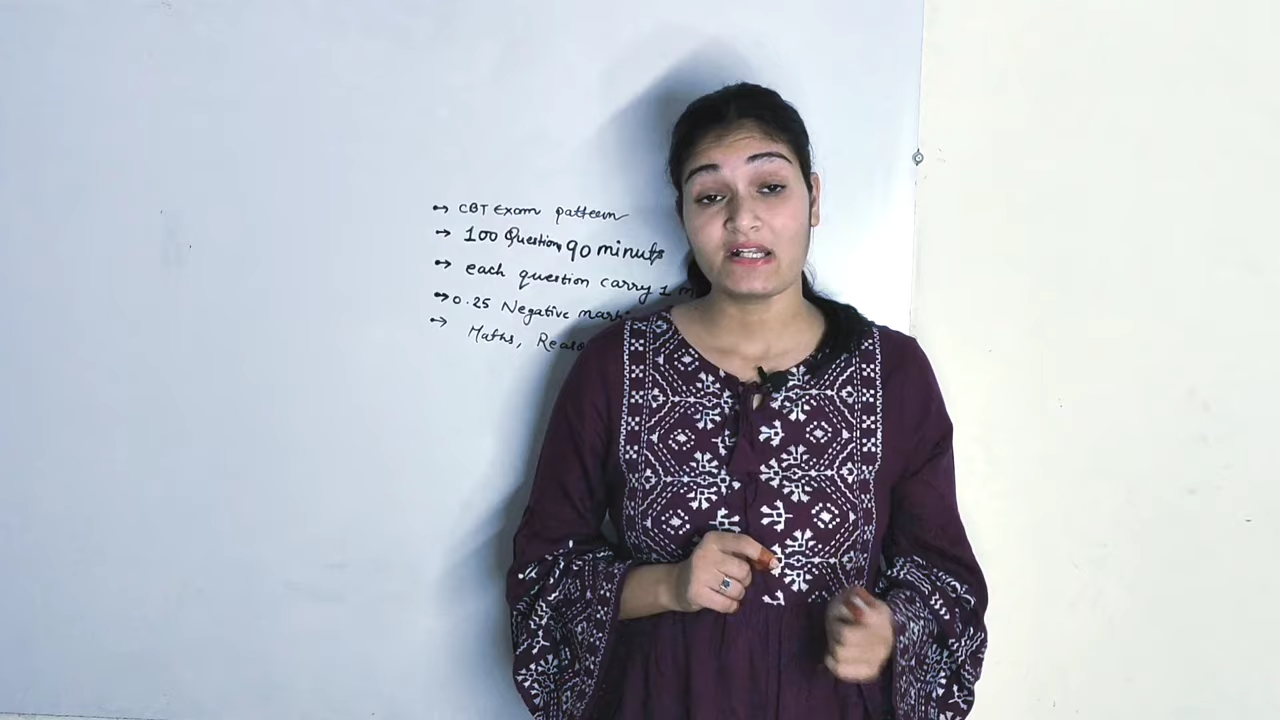 → CBT Exam pattern
→ 100 Question, 90 minuts
→ each question carry 1
→ 0.25 Negative
→ Maths,